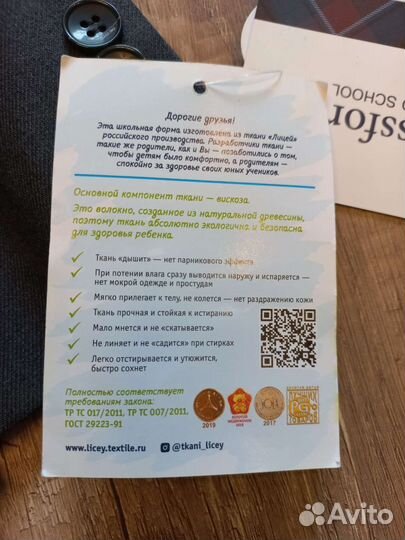 ssfor
SCHOOL
Дорогие друзья!
Эта школьная форма изготовлена из ткани «Лицей»
российского производства. Разработчики ткани –
такие же родители, как и Вы – позаботились о том,
чтобы детям было комфортно, а родителям –
спокойно за здоровье своих юных учеников.
Основной компонент ткани – вискоза.
Это волокно, созданное из натуральной древесины,
поэтому ткань абсолютно экологична и безопасна
для здоровья ребенка.
Ткань «дышит» — нет парникового эффекта
При потении влага сразу выводится наружу и испаряется —
нет мокрой одежде и простудам
Мягко прилегает к телу, не колется — нет раздражению кожи
Ткань прочная и стойкая к истиранию
Мало мнется и не «скатывается»
Не линяет и не «садится» при стирках
Легко отстирывается и утюжится,
быстро сохнет
Полностью соответствует
требованиям закона:
ТР ТС 017/2011, ТР ТС 007/2011,
ГОСТ 29223-91
2019
2017
www.licey.textile.ru
@tkani_licey
Avito